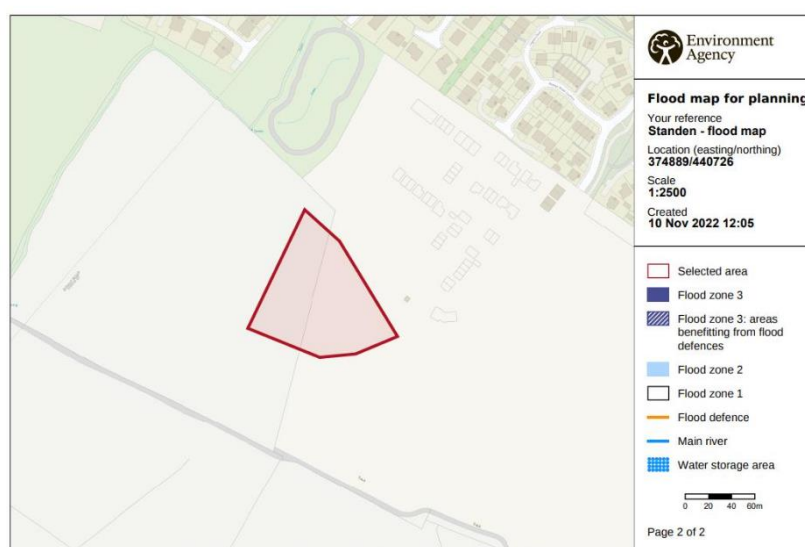 Environment
Agency
Flood map for planning
Your reference
Standen - flood map
Location (easting/northing)
374889/440726
Scale
1:2500
Created
10 Nov 2022 12:05
Selected area
Flood zone 3
Flood zone 3: areas
benefitting from flood
defences
Flood zone 2
Flood zone 1
Flood defence
Main river
Water storage area
0 20 40 60m
Page 2 of 2